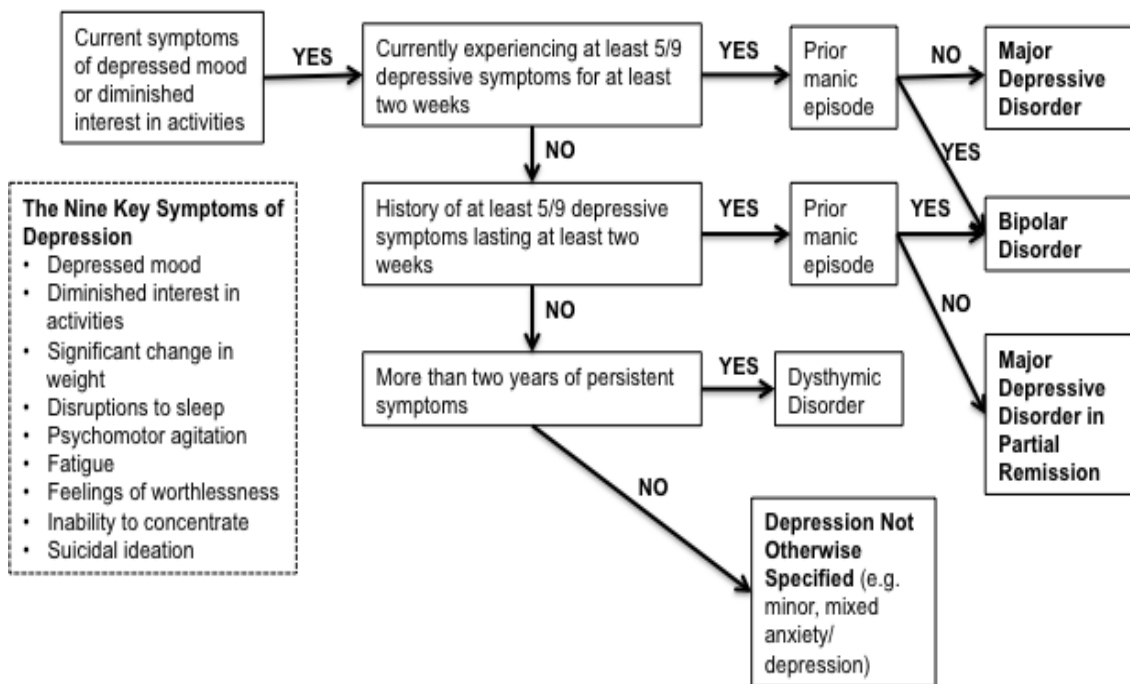 Current symptoms
of depressed mood
or diminished
interest in activities
YES
Currently experiencing at least 5/9
depressive symptoms for at least
two weeks
YES
Prior
manic
episode
NO
Major
Depressive
Disorder
YES
NO
History of at least 5/9 depressive
symptoms lasting at least two
weeks
YES
Prior
manic
episode
YES
Bipolar
Disorder
NO
Major
Depressive
Disorder in
Partial
Remission
NO
More than two years of persistent
symptoms
YES
Dysthymic
Disorder
NO
Depression Not
Otherwise
Specified (e.g.
minor, mixed
anxiety/
depression)
The Nine Key Symptoms of
Depression
• Depressed mood
• Diminished interest in
activities
• Significant change in
weight
• Disruptions to sleep
• Psychomotor agitation
• Fatigue
• Feelings of worthlessness
• Inability to concentrate
• Suicidal ideation